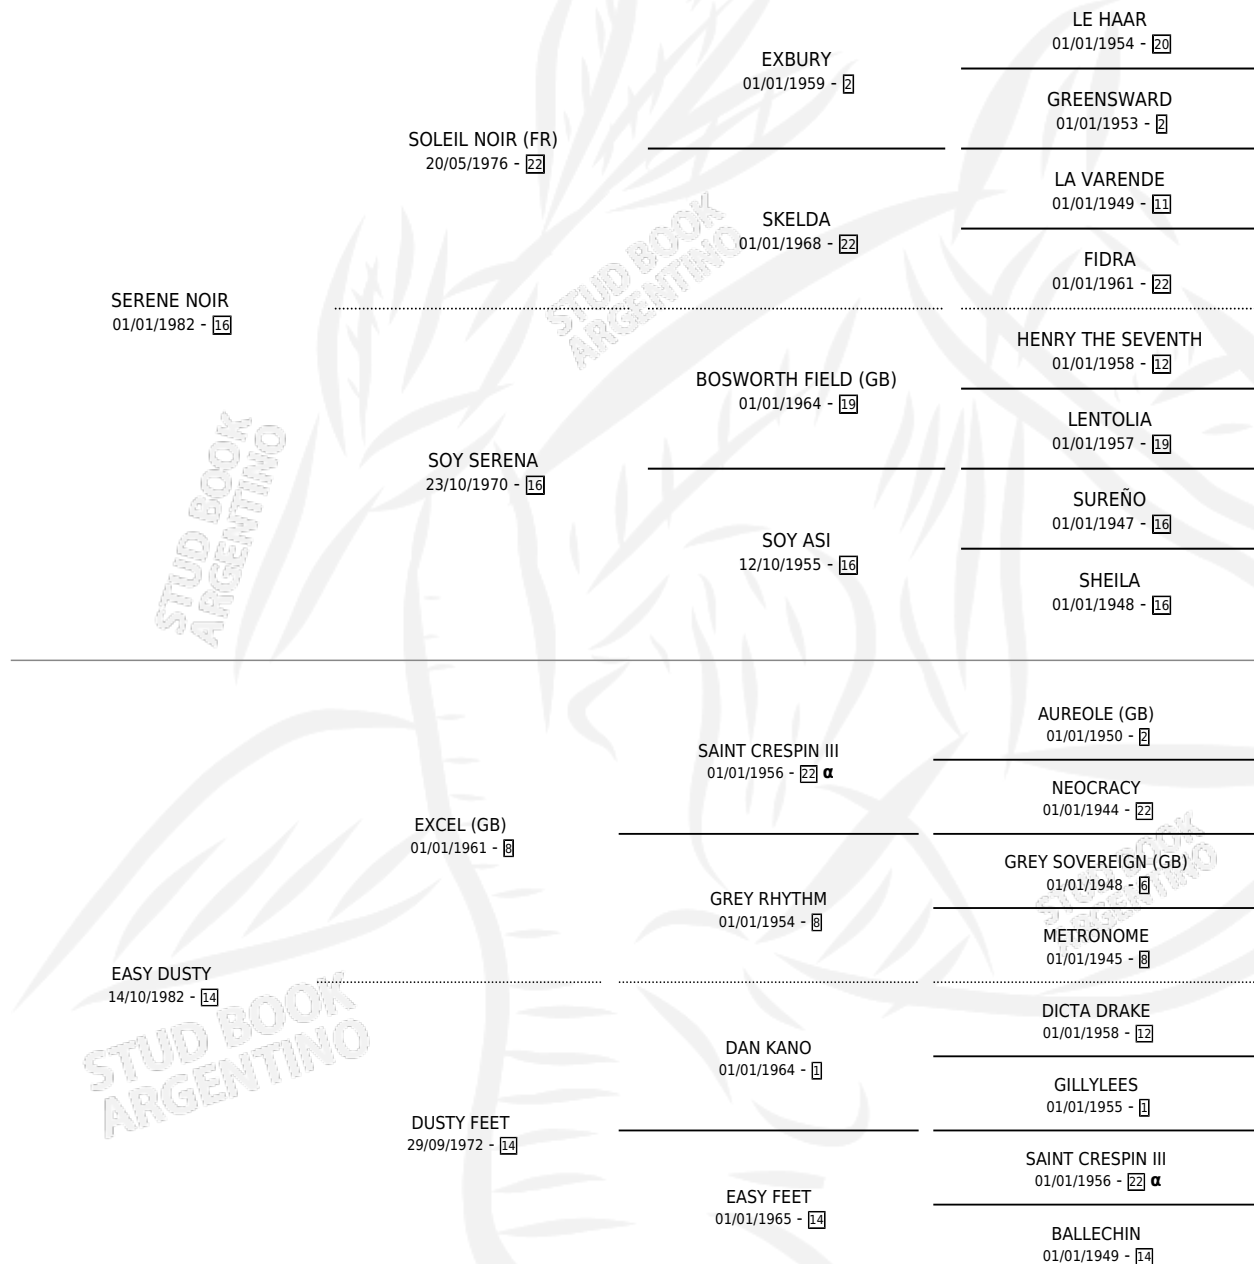 LE HAAR
01/01/1954 - 20
EXBURY
01/01/1959 - 2
GREENSWARD
01/01/1953 - 2
SOLEIL NOIR (FR)
20/05/1976 - 22
LA VARENDE
01/01/1949 - 11
SKELDA
01/01/1968 - 22
FIDRA
01/01/1961 - 22
SERENE NOIR
01/01/1982 - 16
HENRY THE SEVENTH
01/01/1958 - 12
BOSWORTH FIELD (GB)
01/01/1964 - 19
LENTOLIA
01/01/1957 - 19
SOY SERENA
23/10/1970 - 16
SUREÑO
01/01/1947 - 16
SOY ASI
12/10/1955 - 16
SHEILA
01/01/1948 - 16
AUREOLE (GB)
01/01/1950 - 2
SAINT CRESPIN III
01/01/1956 - 22 α
NEOCRACY
01/01/1944 - 22
EXCEL (GB)
01/01/1961 - 8
GREY SOVEREIGN (GB)
01/01/1948 - 6
GREY RHYTHM
01/01/1954 - 8
METRONOME
01/01/1945 - 8
EASY DUSTY
14/10/1982 - 14
DICTA DRAKE
01/01/1958 - 12
DAN KANO
01/01/1964 - 1
GILLYLEES
01/01/1955 - 1
DUSTY FEET
29/09/1972 - 14
SAINT CRESPIN III
01/01/1956 - 22 α
EASY FEET
01/01/1965 - 14
BALLECHIN
01/01/1949 - 14
STUD BOOK
ARGENTINO
STUD BOOK
ARGENTINO
STUD BOOK
ARGENTINO
STUD BOOK
ARGENTINO